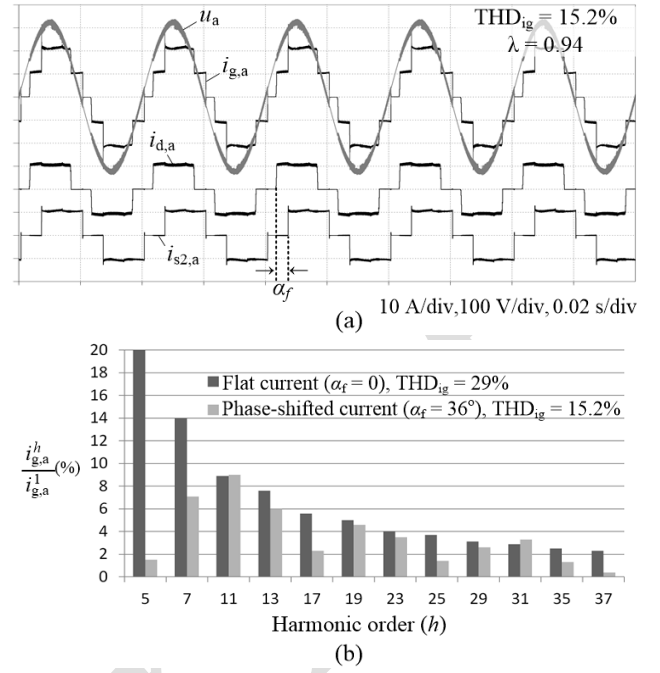 uₐ
THD_ig = 15.2%
λ = 0.94
i_g,a
i_d,a
i_s2,a
α_f
10 A/div,100 V/div, 0.02 s/div
(a)
20
18
16
14
12
10
8
6
4
2
0
Flat current (α_f = 0), THD_ig = 29%
Phase-shifted current (α_f = 36°), THD_ig = 15.2%
i^h_g,a / i^1_g,a (%)
5 7 11 13 17 19 23 25 29 31 35 37
Harmonic order (h)
(b)